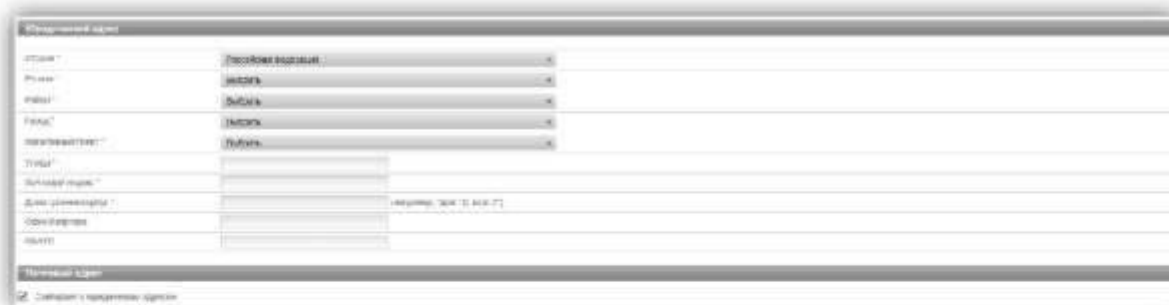 Юридический адрес
Страна *
Российская Федерация
Регион *
Выбрать
Район *
Выбрать
Город *
Выбрать
Населенный пункт *
Выбрать
Улица *
Почтовый индекс *
Офис/квартира
Почтовый адрес
Совпадает с юридическим адресом